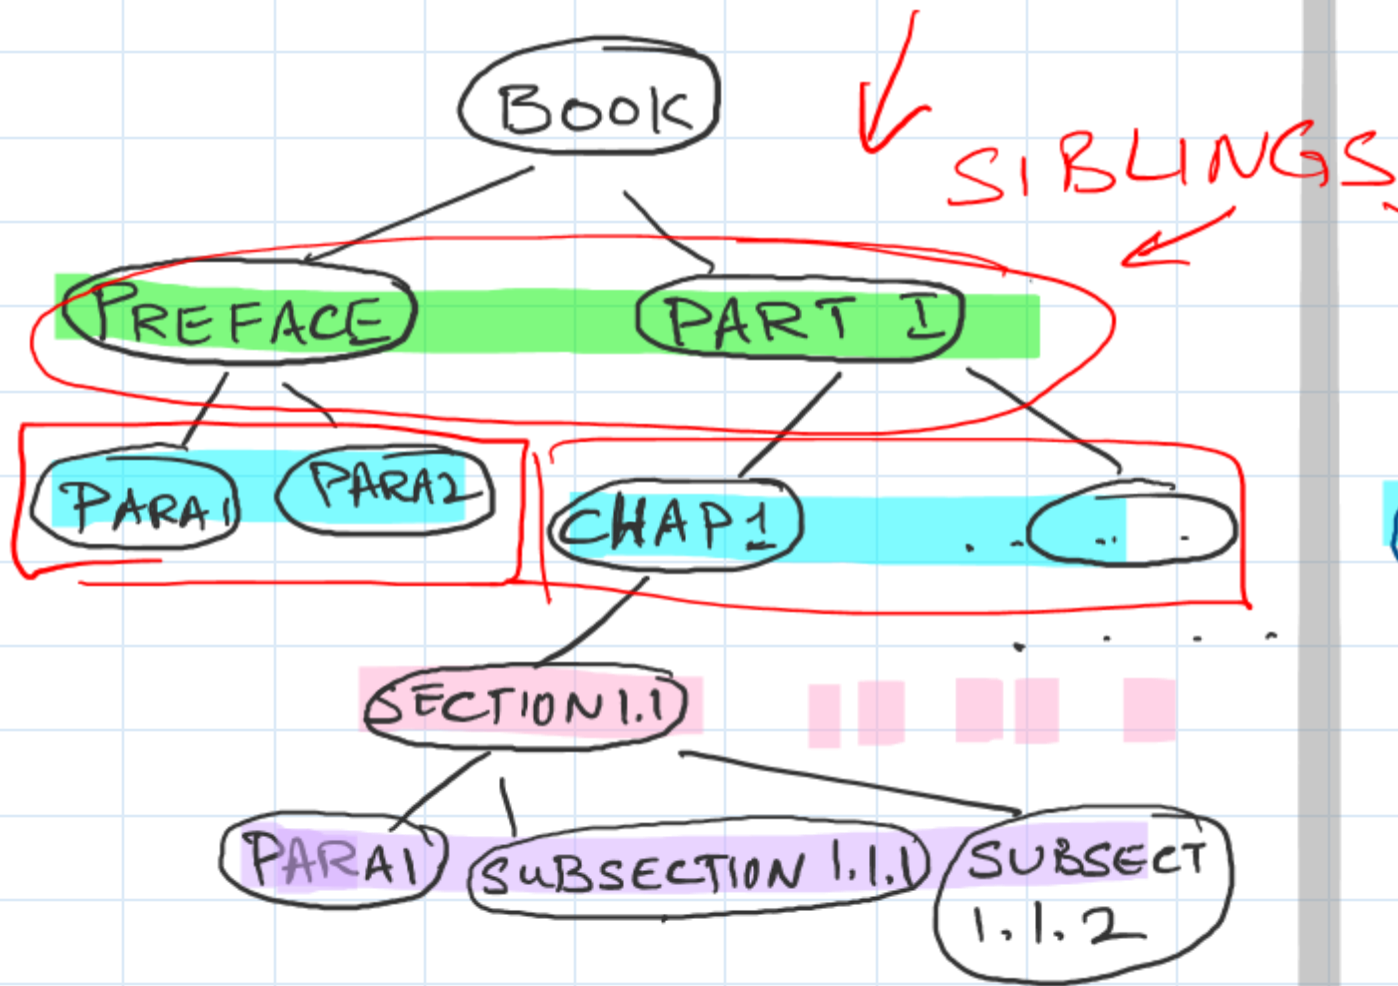 BOOK
SIBLINGS
PREFACE
PART I
PARA1
PARA2
CHAP1
. . . . .
SECTION 1.1
PARA1
SUBSECTION 1.1.1
SUBSECT
1.1.2